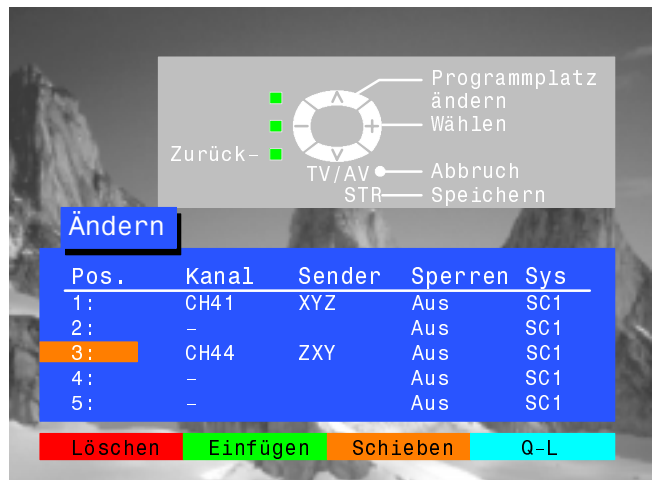 Programmplatz
ändern
Wählen
Zurück–
TV/AV Abbruch
STR Speichern
Ändern
Pos. Kanal Sender Sperren Sys
1: CH41 XYZ Aus SC1
2: – Aus SC1
3: CH44 ZXY Aus SC1
4: – Aus SC1
5: – Aus SC1
Löschen Einfügen Schieben Q–L